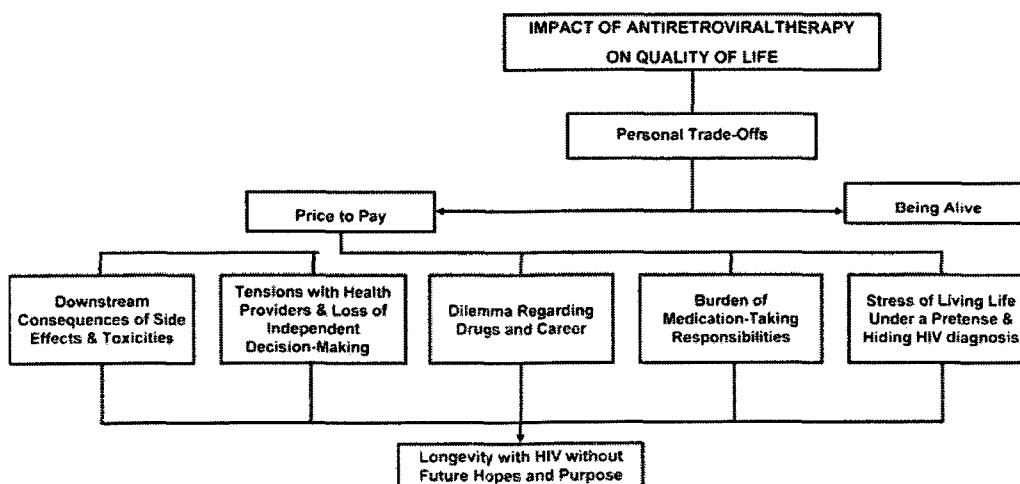 IMPACT OF ANTIRETROVIRALTHERAPY
ON QUALITY OF LIFE
Personal Trade-Offs
Price to Pay
Being Alive
Downstream
Consequences of Side
Effects & Toxicities
Tensions with Health
Providers & Loss of
Independent
Decision-Making
Dilemma Regarding
Drugs and Career
Burden of
Medication-Taking
Responsibilities
Stress of Living Life
Under a Pretense &
Hiding HIV diagnosis
Longevity with HIV without
Future Hopes and Purpose